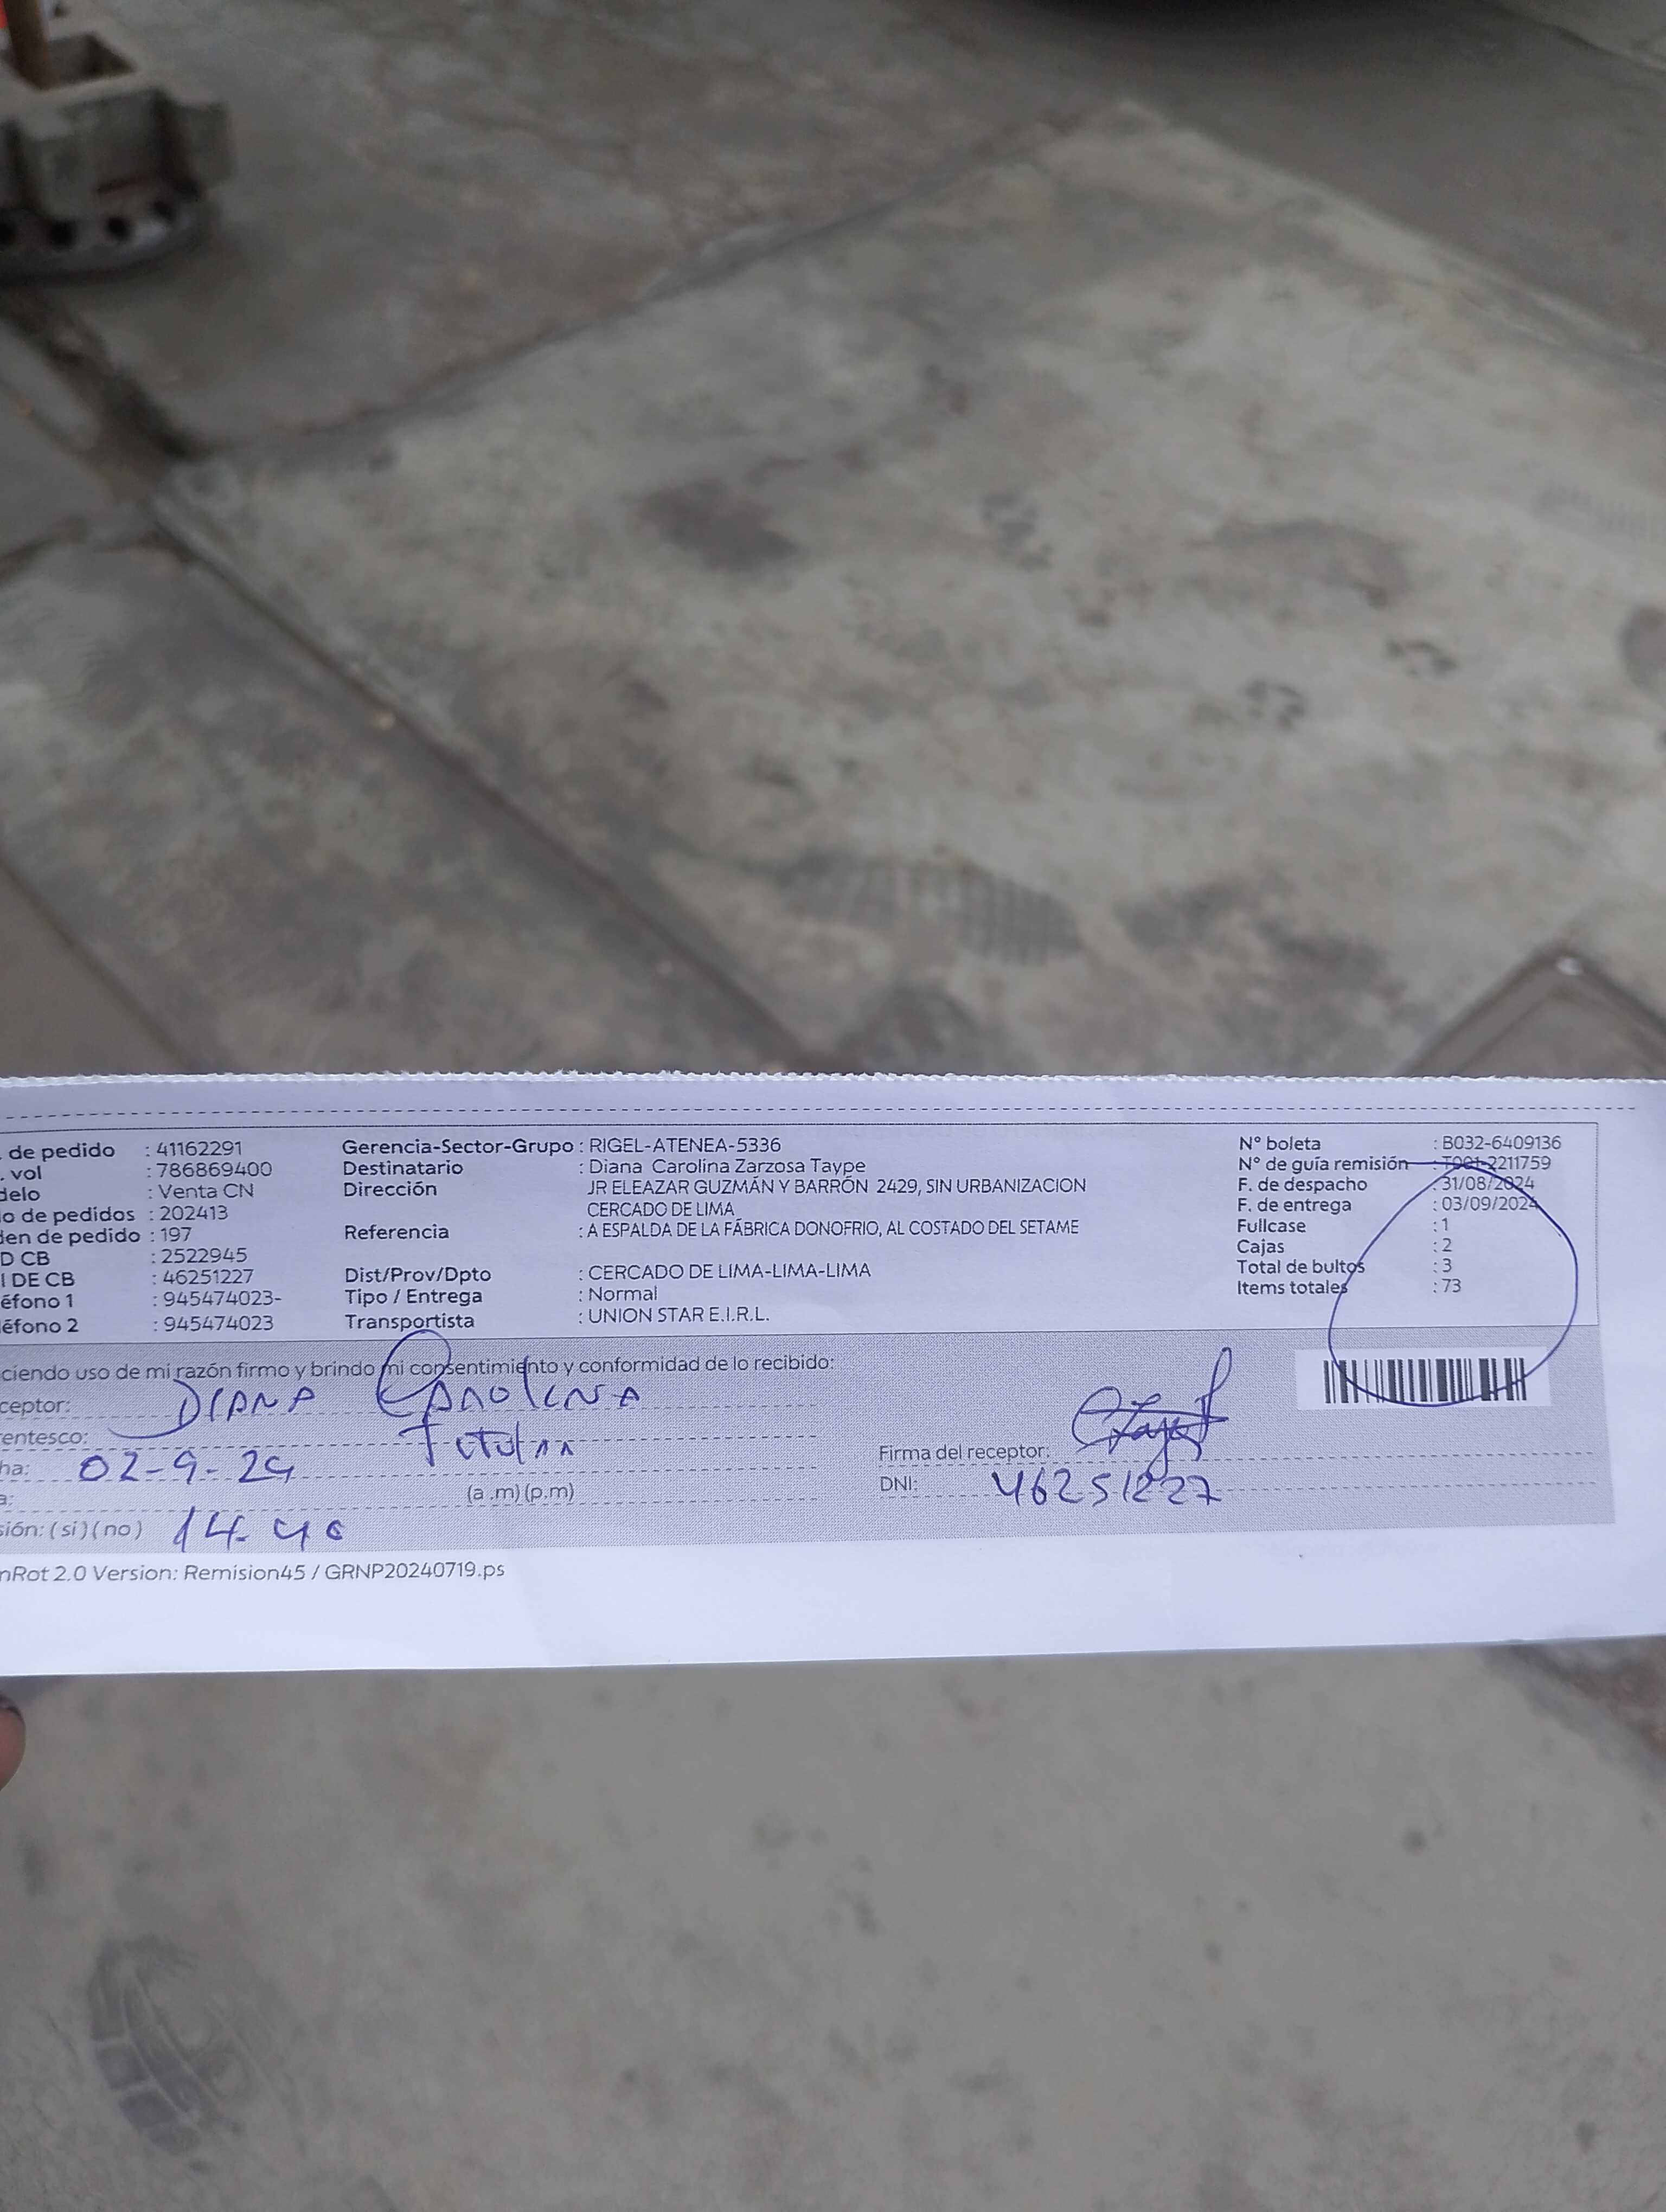 . de pedido : 41162291 Gerencia-Sector-Grupo : RIGEL-ATENEA-5336 N° boleta : B032-6409136
. vol : 786869400 Destinatario : Diana Carolina Zarzosa Taype N° de guía remisión : T001-2211759
delo : Venta CN Dirección JR ELEAZAR GUZMÁN Y BARRÓN 2429, SIN URBANIZACION F. de despacho : 31/08/2024
o de pedidos : 202413 CERCADO DE LIMA F. de entrega : 03/09/2024
den de pedido : 197 Referencia : A ESPALDA DE LA FÁBRICA DONOFRIO, AL COSTADO DEL SETAME Fullcase : 1
D CB : 2522945 Cajas : 2
I DE CB : 46251227 Dist/Prov/Dpto : CERCADO DE LIMA-LIMA-LIMA Total de bultos : 3
éfono 1 : 945474023- Tipo / Entrega : Normal Items totales : 73
éfono 2 : 945474023 Transportista : UNION STAR E.I.R.L.
ciendo uso de mi razón firmo y brindo mi consentimiento y conformidad de lo recibido:
ceptor: DIANA CAROLINA
entesco: Titular
Firma del receptor:
ha: 02-9-24
DNI: 46251227
a: (a .m) (p.m)
sión: ( si ) ( no ) 14-40
nRot 2.0 Version: Remision45 / GRNP20240719.ps